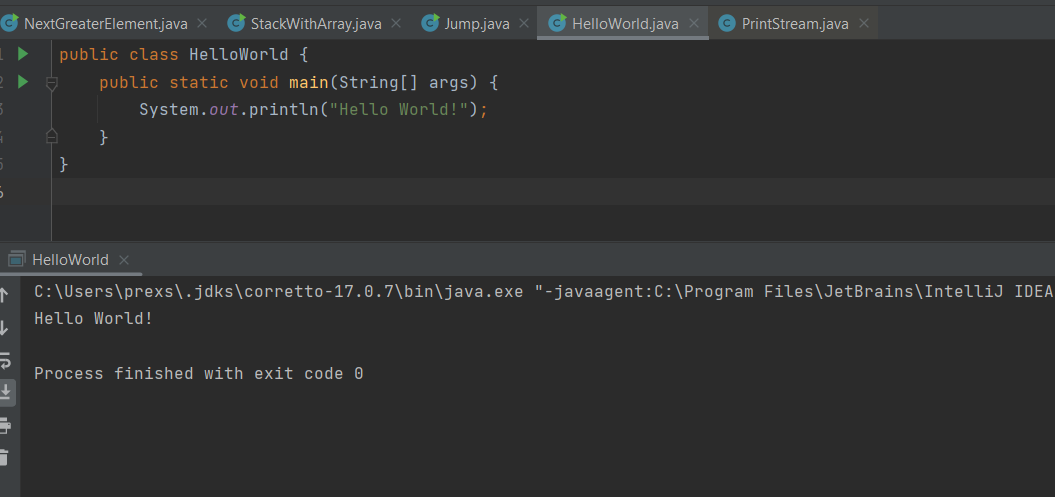 NextGreaterElement.java StackWithArray.java Jump.java HelloWorld.java PrintStream.java
public class HelloWorld {
2 public static void main(String[] args) {
3 System.out.println("Hello World!");
4 }
5 }
6
HelloWorld
C:\Users\prexs\.jdks\corretto-17.0.7\bin\java.exe "-javaagent:C:\Program Files\JetBrains\IntelliJ IDEA
Hello World!
Process finished with exit code 0